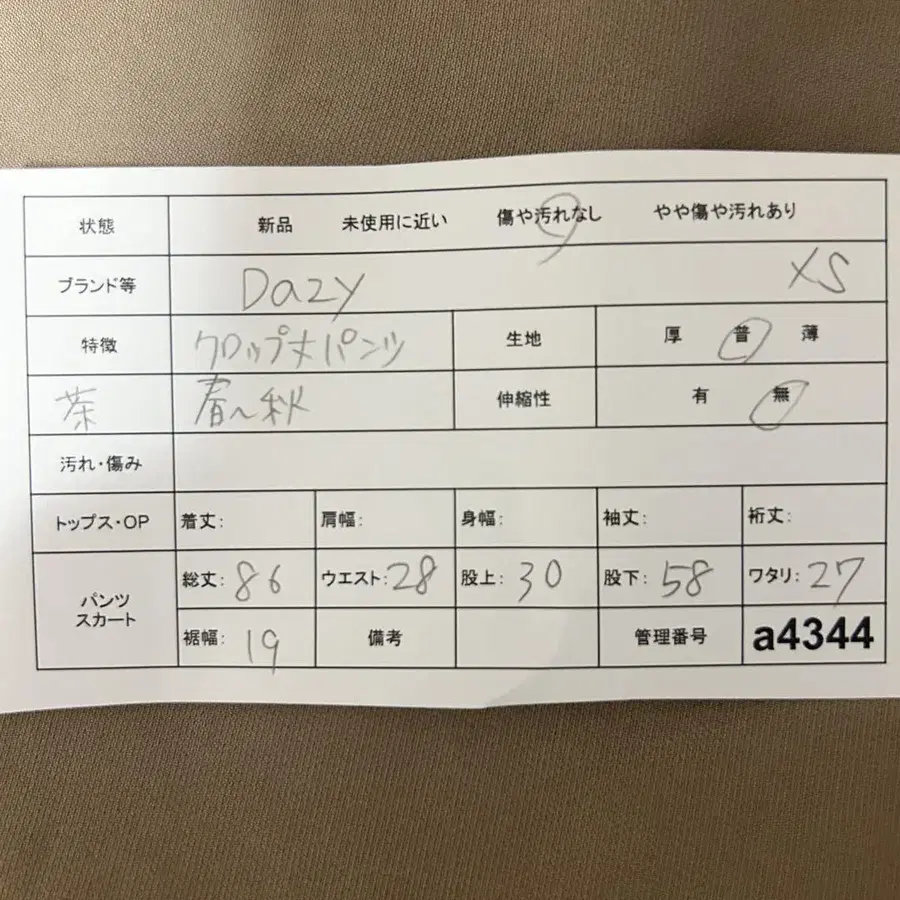 状態 新品 未使用に近い 傷や汚れなし やや傷や汚れあり
ブランド等 Dazy XS
特徴 クロップ丈パンツ 生地 厚 普 薄
茶 春~秋 伸縮性 有 無
汚れ・傷み
トップス・OP 着丈: 肩幅: 身幅: 袖丈: 裄丈:
パンツ スカート 総丈:86 ウエスト:28 股上:30 股下:58 ワタリ:27
裾幅:19 備考 管理番号 a4344